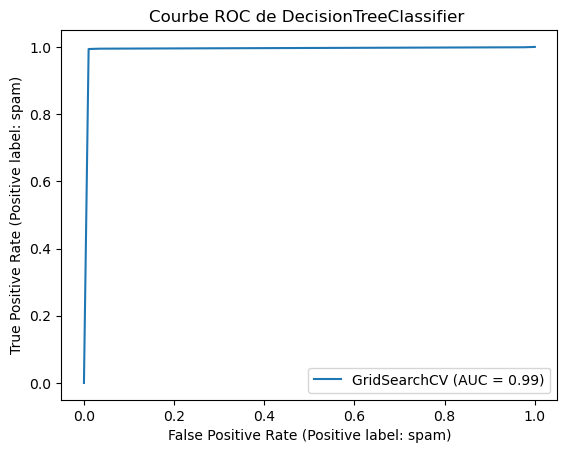 Courbe ROC de DecisionTreeClassifier
1.0
0.8
0.6
0.4
0.2
0.0
True Positive Rate (Positive label: spam)
GridSearchCV (AUC = 0.99)
0.0 0.2 0.4 0.6 0.8 1.0
False Positive Rate (Positive label: spam)